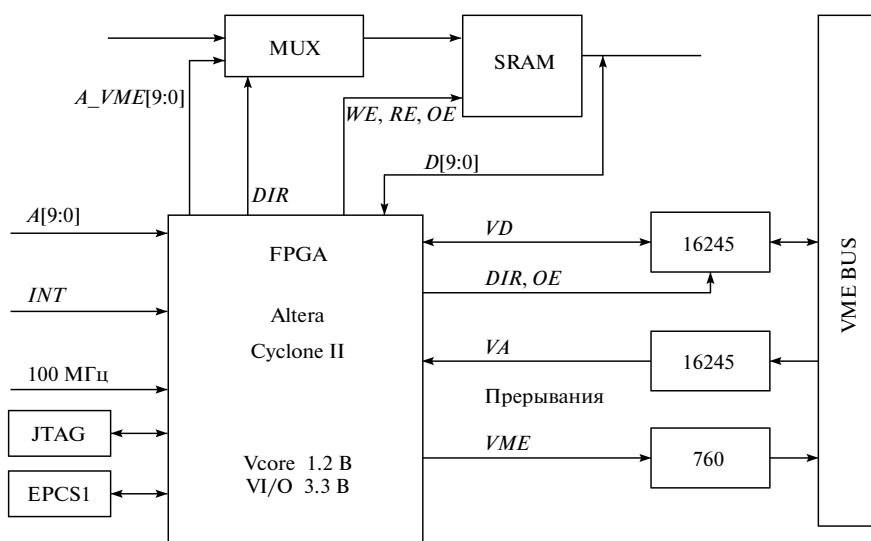 MUX
SRAM
A_VME[9:0]
WE, RE, OE
D[9:0]
DIR
A[9:0]
FPGA
VD
16245
DIR, OE
INT
Altera
Cyclone II
VA
16245
100 МГц
Прерывания
JTAG
VME
760
Vcore 1.2 В
VI/O 3.3 В
EPCS1
VME BUS